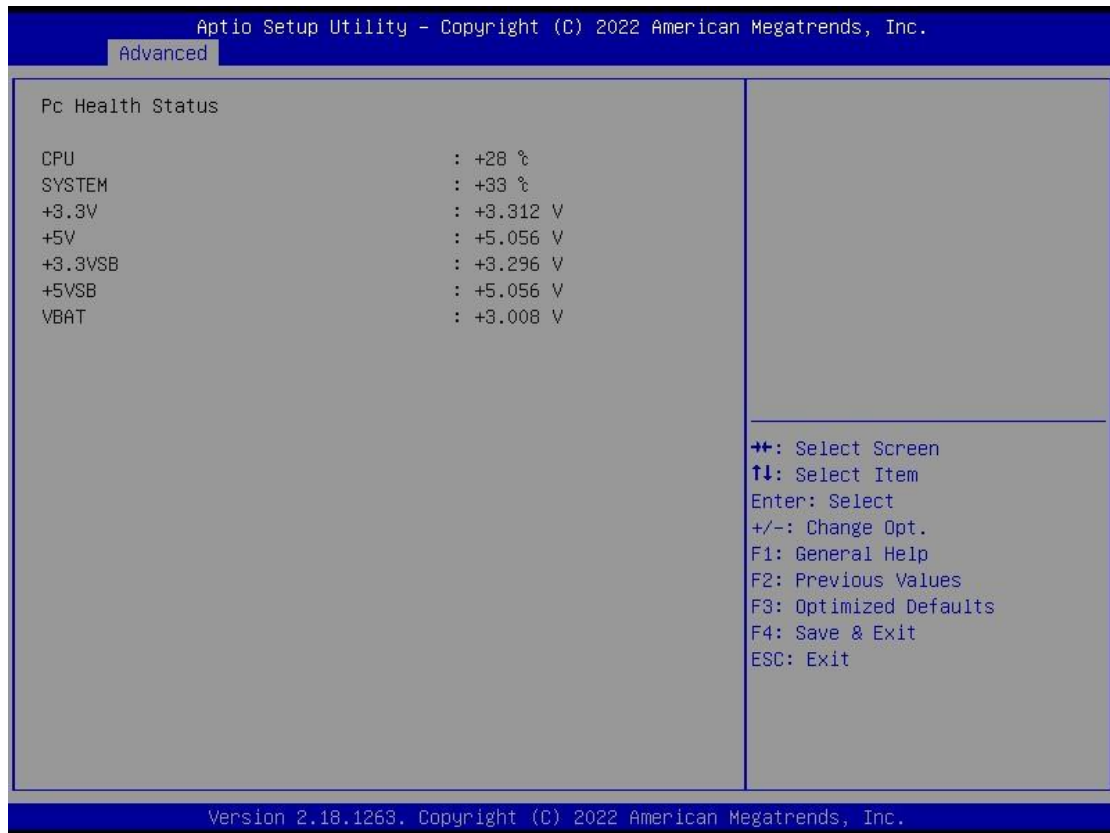 Aptio Setup Utility – Copyright (C) 2022 American Megatrends, Inc.
Advanced
Pc Health Status
CPU : +28 ℃
SYSTEM : +33 ℃
+3.3V : +3.312 V
+5V : +5.056 V
+3.3VSB : +3.296 V
+5VSB : +5.056 V
VBAT : +3.008 V
→←: Select Screen
↑↓: Select Item
Enter: Select
+/-: Change Opt.
F1: General Help
F2: Previous Values
F3: Optimized Defaults
F4: Save & Exit
ESC: Exit
Version 2.18.1263. Copyright (C) 2022 American Megatrends, Inc.